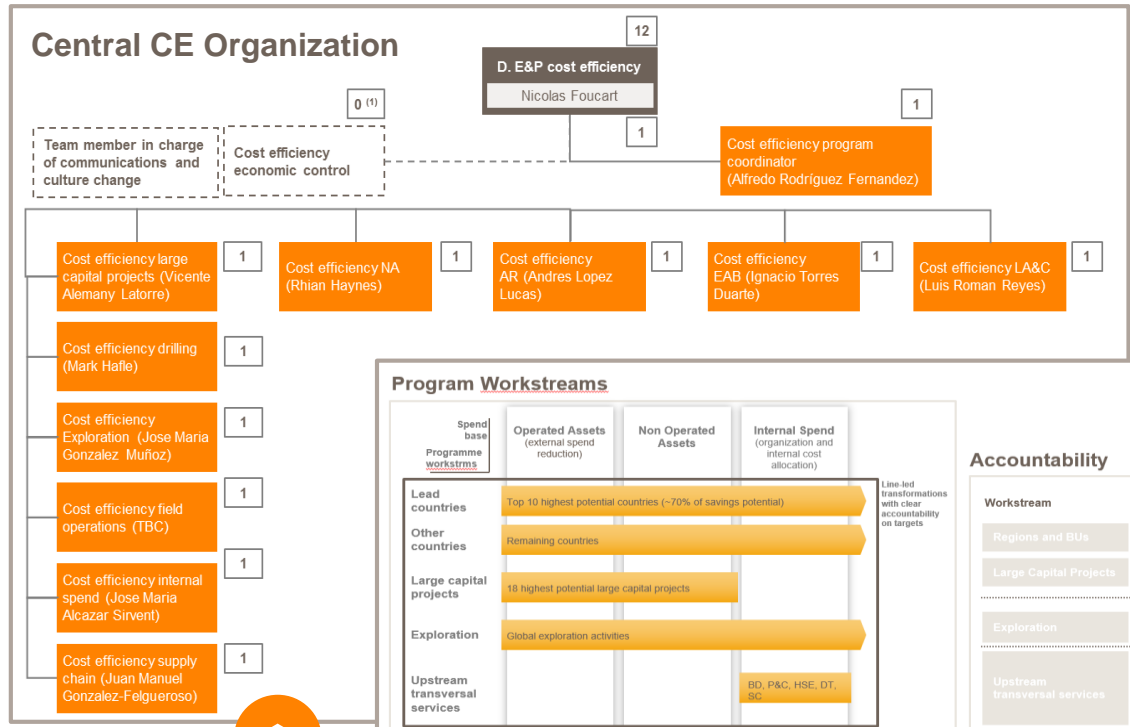 Central CE Organization
12
D. E&P cost efficiency
Nicolas Foucart
0 (1)
1
1
Team member in charge
of communications and
culture change
Cost efficiency
economic control
Cost efficiency program
coordinator
(Alfredo Rodríguez Fernandez)
Cost efficiency large
capital projects (Vicente
Alemany Latorre)
1
Cost efficiency NA
(Rhian Haynes)
1
Cost efficiency
AR (Andres Lopez
Lucas)
1
Cost efficiency
EAB (Ignacio Torres
Duarte)
1
Cost efficiency LA&C
(Luis Roman Reyes)
1
Cost efficiency drilling
(Mark Hafle)
1
Cost efficiency
Exploration (Jose Maria
Gonzalez Muñoz)
1
Cost efficiency field
operations (TBC)
1
Cost efficiency internal
spend (Jose Maria
Alcazar Sirvent)
1
Cost efficiency supply
chain (Juan Manuel
Gonzalez-Felgueroso)
1
Program Workstreams
Spend
base
Programme
workstrms
Operated Assets
(external spend
reduction)
Non Operated
Assets
Internal Spend
(organization and
internal cost
allocation)
Lead
countries
Top 10 highest potential countries (~70% of savings potential)
Other
countries
Remaining countries
Large capital
projects
18 highest potential large capital projects
Exploration
Global exploration activities
Upstream
transversal
services
BD, P&C, HSE, DT,
SC
Line-led
transformations
with clear
accountability
on targets
Accountability
Workstream
Regions and BUs
Large Capital Projects
Exploration
Upstream
transversal services